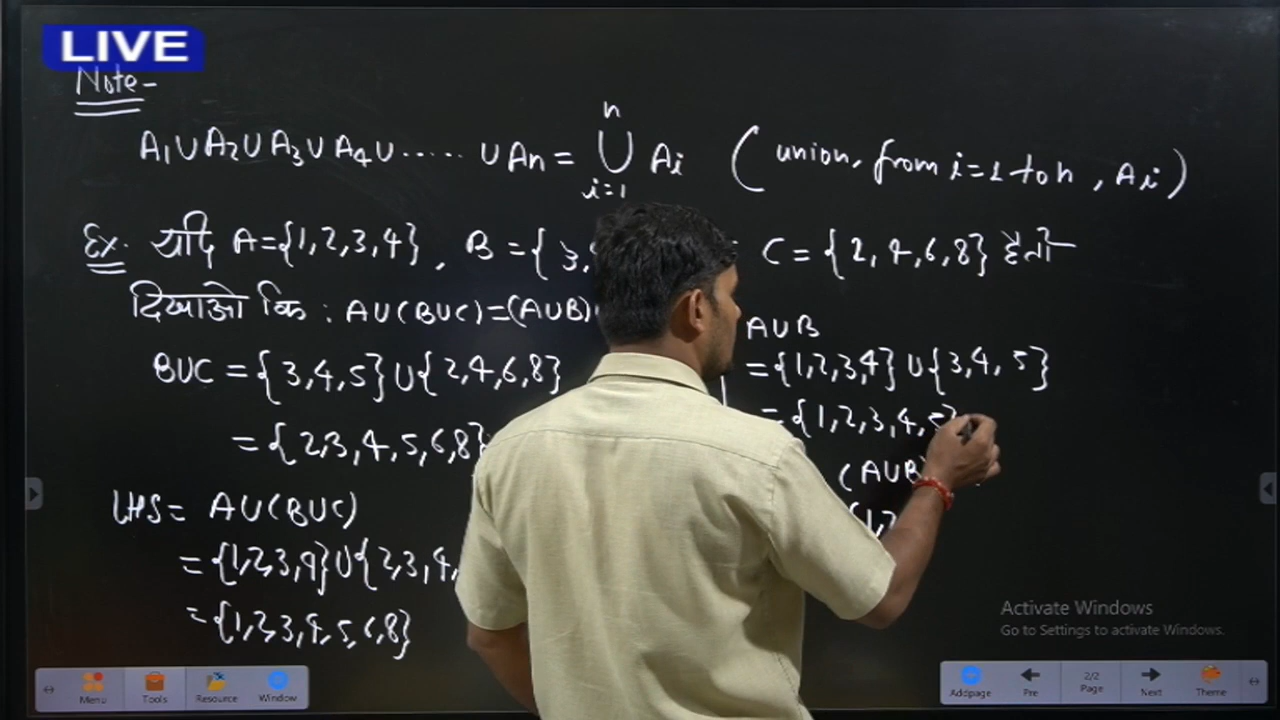 LIVE
Note-
A₁∪A₂∪A₃∪A₄∪...... ∪An = n ∪ i=1 Ai (union, from i=1 to n, Ai)
Ex. यदि A={1,2,3,4}, B={3, C={2,4,6,8} है तो
दिखाओ कि : A∪(B∪C)=(A∪B)
B∪C = {3,4,5}∪{2,4,6,8}
= {2,3,4,5,6,8}
LHS = A∪(B∪C)
= {1,2,3,4}∪{2,3,4,
= {1,2,3,4,5,6,8}
A∪B
= {1,2,3,4} ∪ {3,4,5}
= {1,2,3,4,5}
(A∪B)
{1,2
Activate Windows
Go to Settings to activate Windows.
Menu Tools Resource Window
Addpage Pre 2/2 Page Next Theme